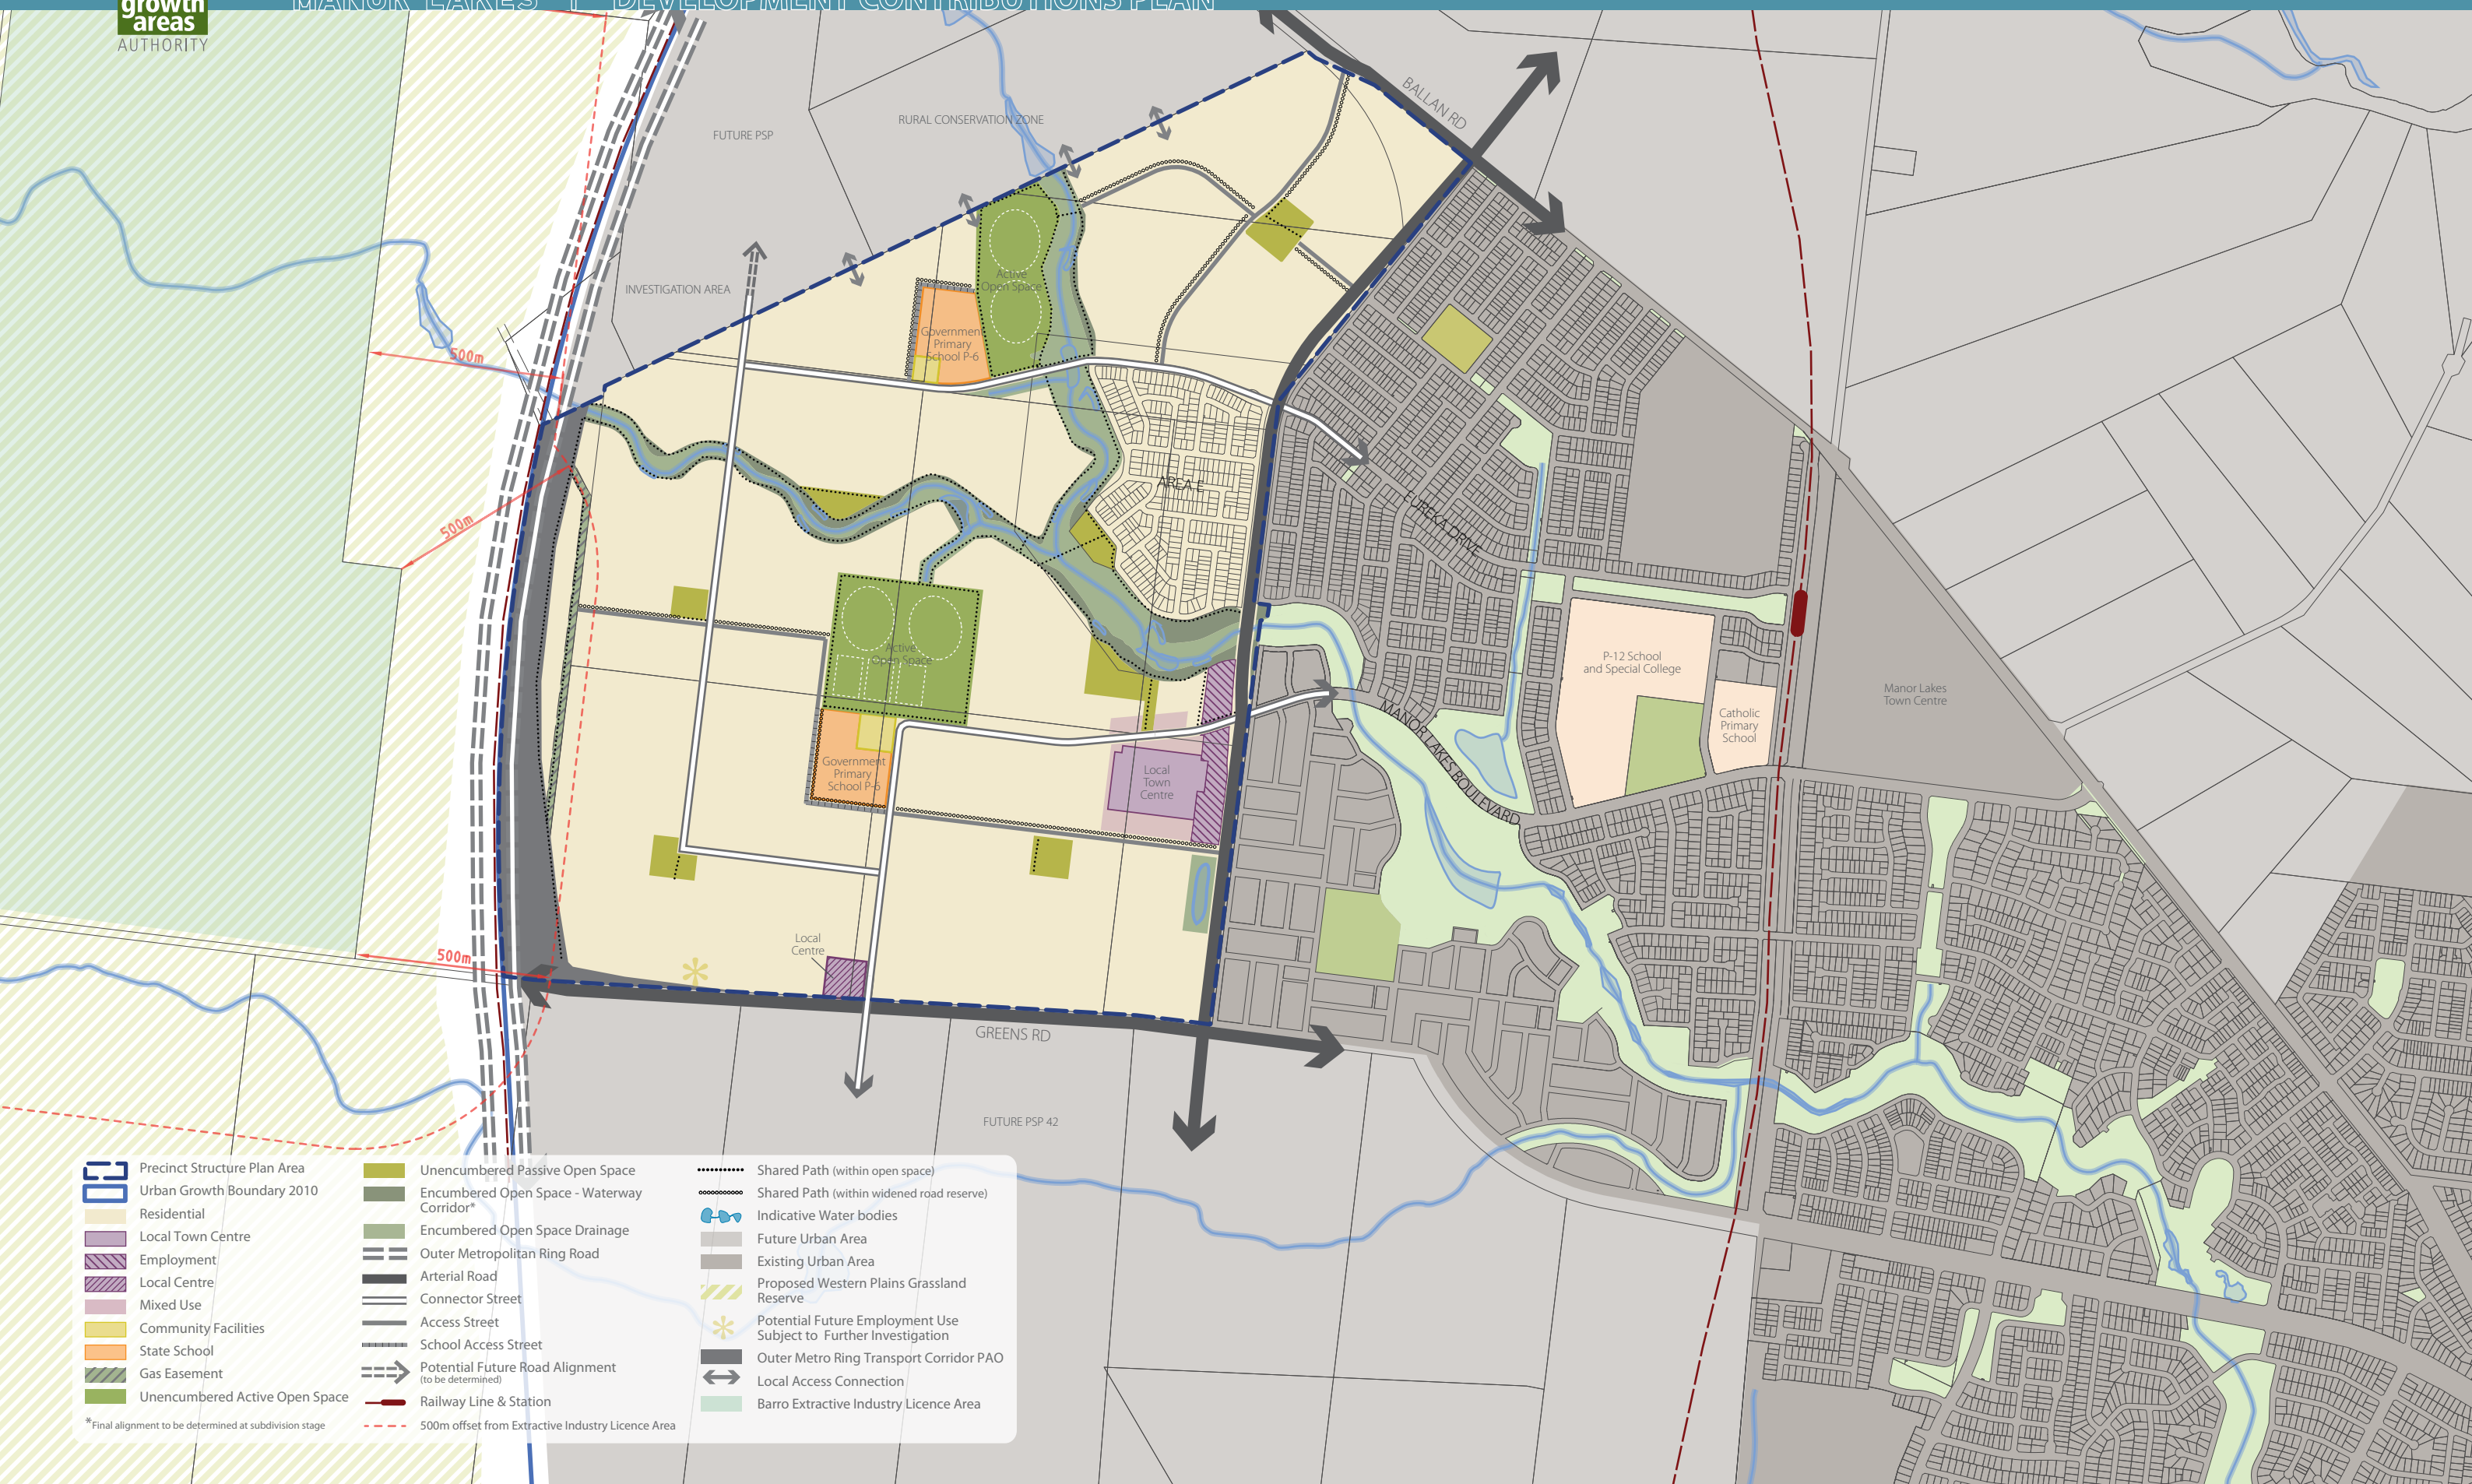 growth
areas
AUTHORITY
MANOR LAKES | DEVELOPMENT CONTRIBUTIONS PLAN
BALLAN RD
FUTURE PSP
RURAL CONSERVATION ZONE
INVESTIGATION AREA
Active
Open Space
Government
Primary
School P-6
500m
500m
AREA E
EUREKA DRIVE
Active
Open Space
P-12 School
and Special College
Catholic
Primary
School
Manor Lakes
Town Centre
MANOR LAKES BOULEVARD
Government
Primary
School P-6
Local
Town
Centre
Local
Centre
500m
GREENS RD
FUTURE PSP 42
Precinct Structure Plan Area
Urban Growth Boundary 2010
Residential
Local Town Centre
Employment
Local Centre
Mixed Use
Community Facilities
State School
Gas Easement
Unencumbered Active Open Space
*Final alignment to be determined at subdivision stage
Unencumbered Passive Open Space
Encumbered Open Space - Waterway
Corridor*
Encumbered Open Space Drainage
Outer Metropolitan Ring Road
Arterial Road
Connector Street
Access Street
School Access Street
Potential Future Road Alignment
(to be determined)
Railway Line & Station
500m offset from Extractive Industry Licence Area
Shared Path (within open space)
Shared Path (within widened road reserve)
Indicative Water bodies
Future Urban Area
Existing Urban Area
Proposed Western Plains Grassland
Reserve
Potential Future Employment Use
Subject to Further Investigation
Outer Metro Ring Transport Corridor PAO
Local Access Connection
Barro Extractive Industry Licence Area